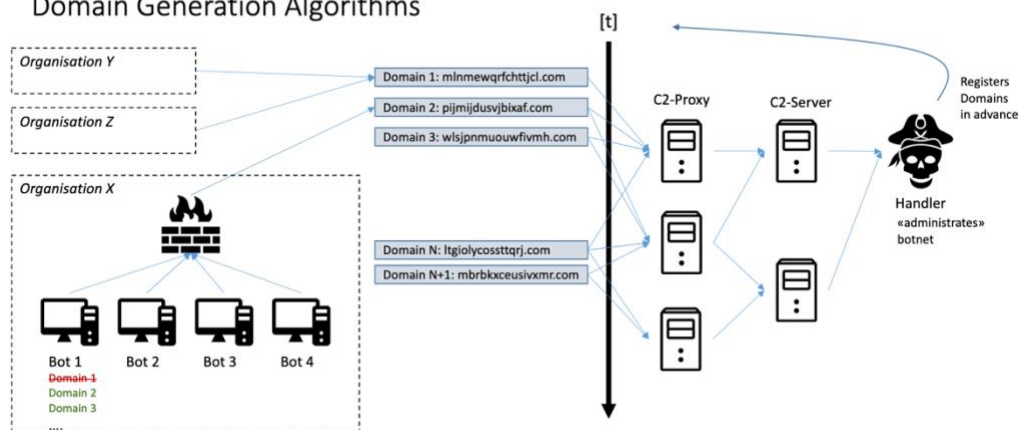 Domain Generation Algorithms
[t]
Organisation Y
Organisation Z
Organisation X
Domain 1: mlnmewqrfchttjcl.com
Domain 2: pijmijdusvjbixaf.com
Domain 3: wlsjpnmuouwfivmh.com
Domain N: ltgiolycossttqrj.com
Domain N+1: mbrbkxceusivxmr.com
C2-Proxy
C2-Server
Registers
Domains
in advance
Handler
«administrates»
botnet
Bot 1
Bot 2
Bot 3
Bot 4
Domain 1
Domain 2
Domain 3